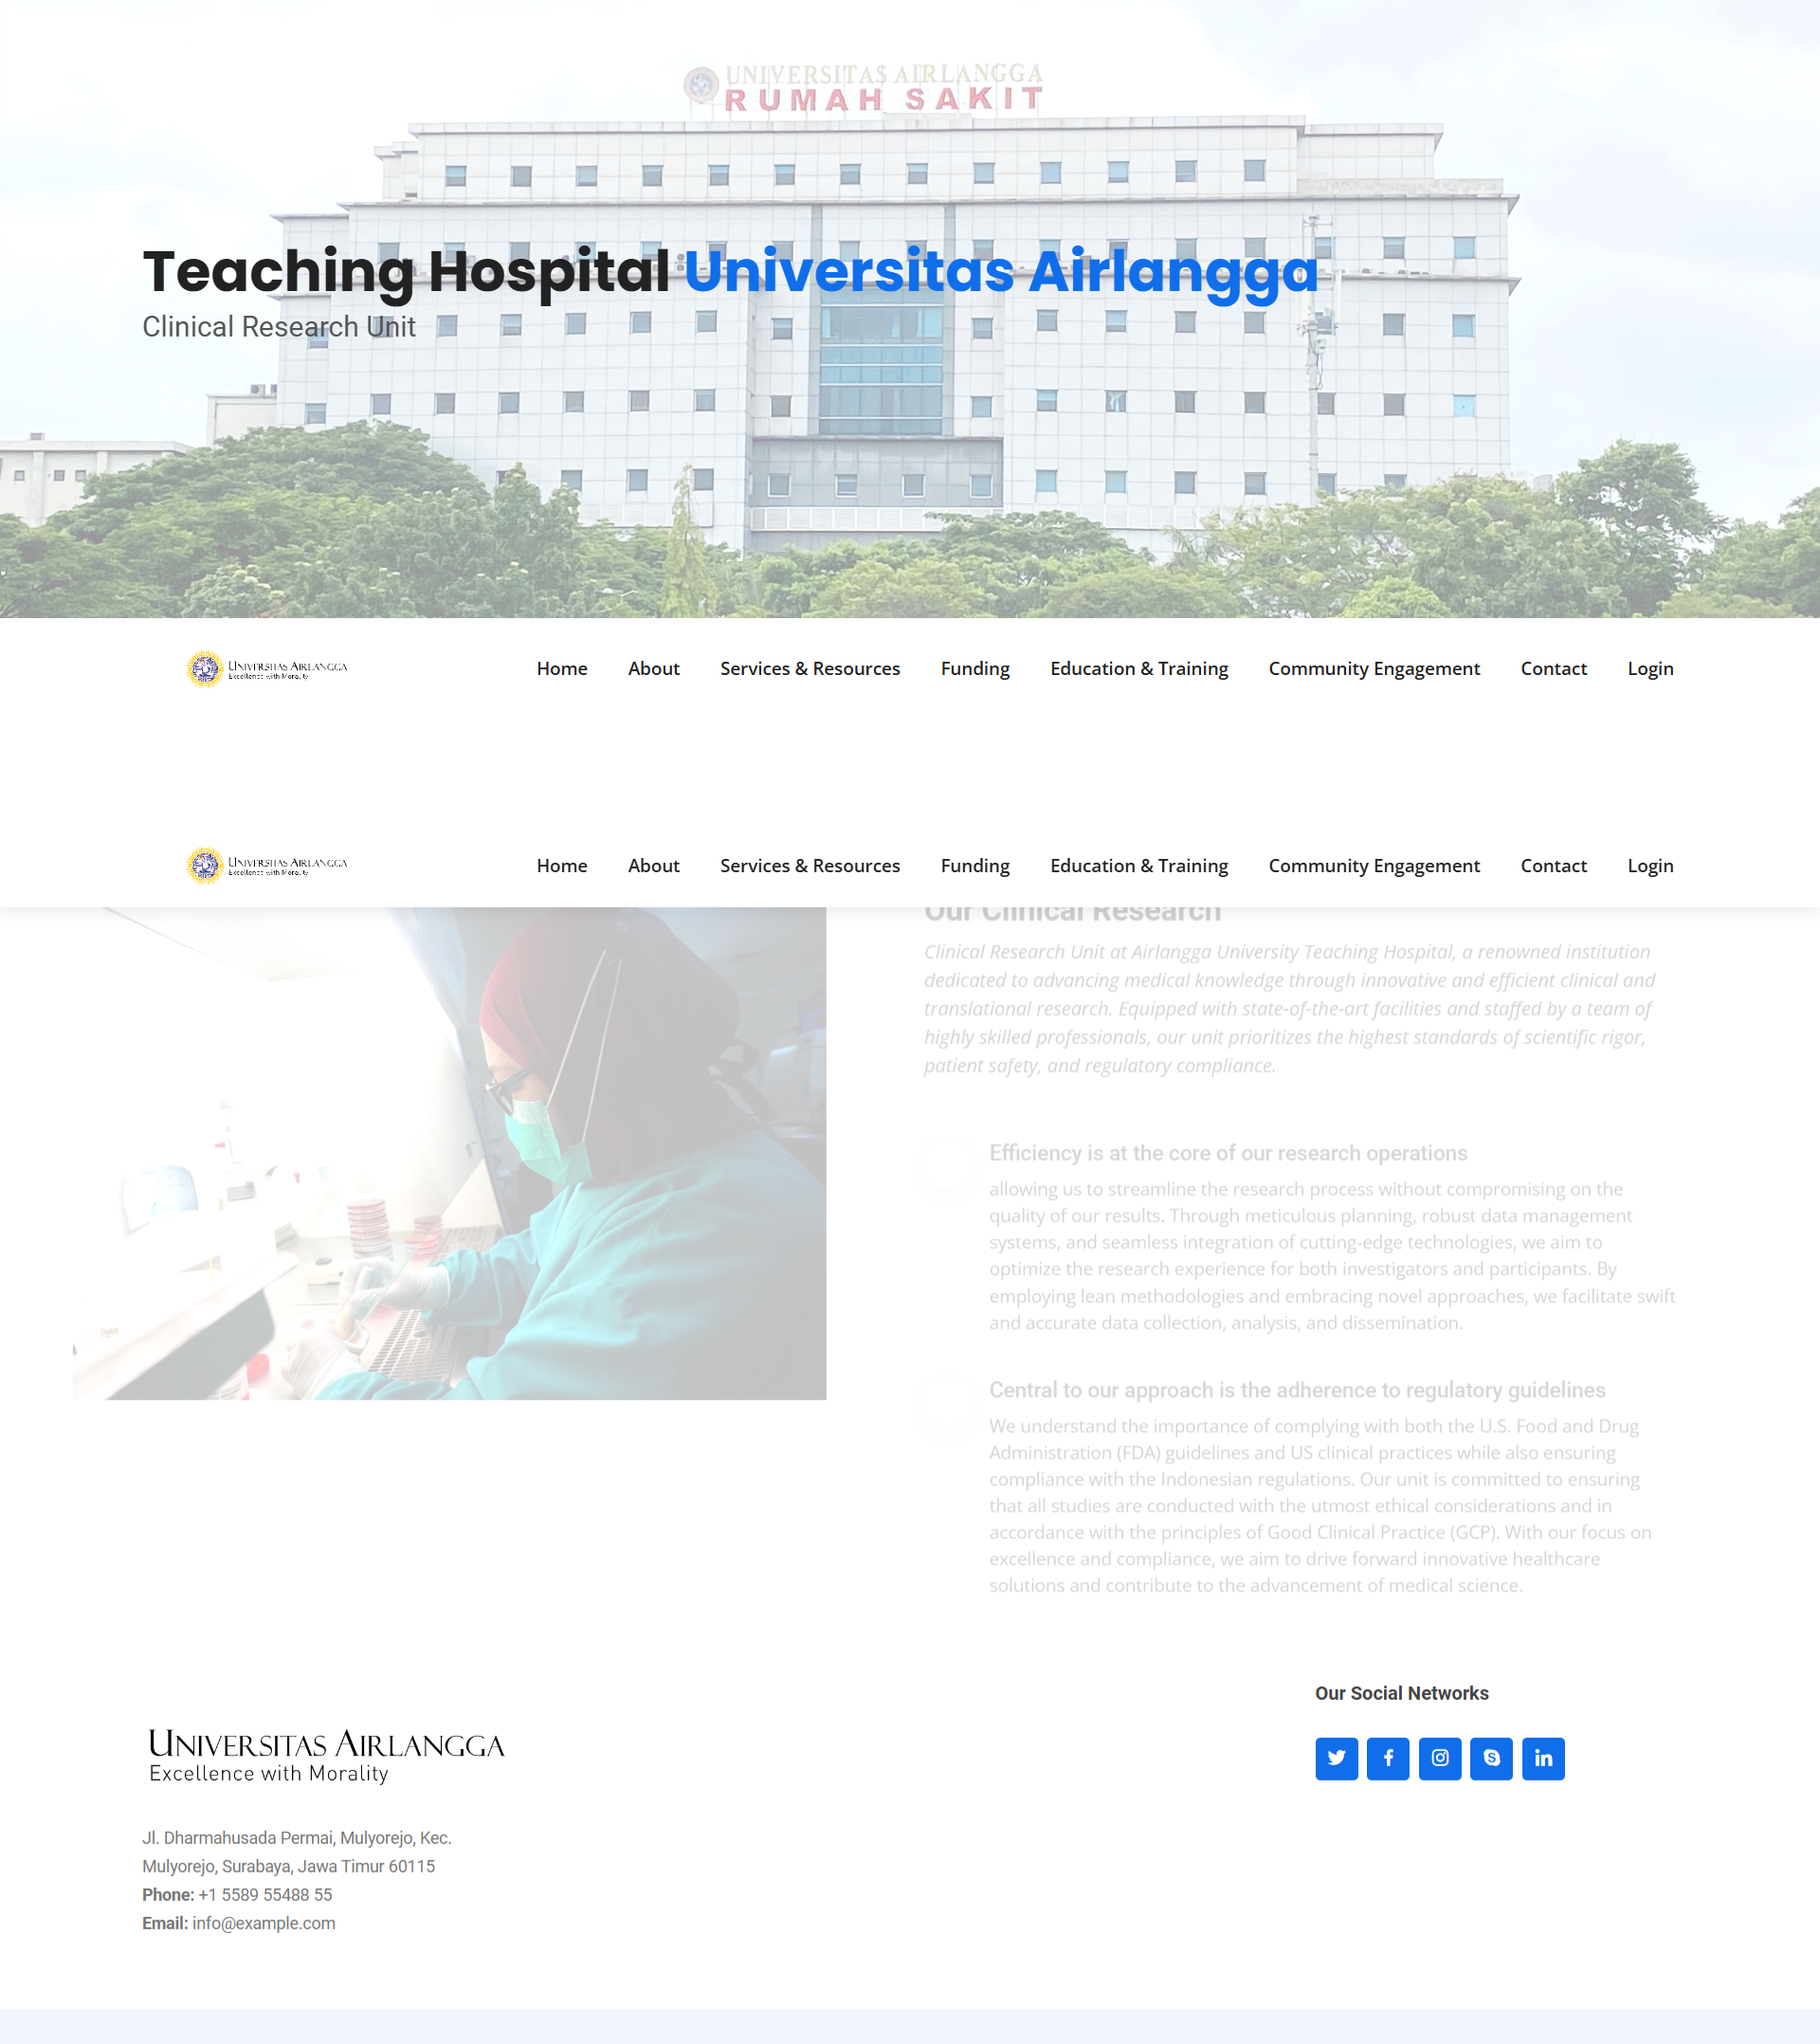 UNIVERSITAS AIRLANGGA
RUMAH SAKIT
Teaching Hospital Universitas Airlangga
Clinical Research Unit
UNIVERSITAS AIRLANGGA
Excellence with Morality
Home About Services & Resources Funding Education & Training Community Engagement Contact Login
UNIVERSITAS AIRLANGGA
Excellence with Morality
Home About Services & Resources Funding Education & Training Community Engagement Contact Login
Our Clinical Research
Clinical Research Unit at Airlangga University Teaching Hospital, a renowned institution
dedicated to advancing medical knowledge through innovative and efficient clinical and
translational research. Equipped with state-of-the-art facilities and staffed by a team of
highly skilled professionals, our unit prioritizes the highest standards of scientific rigor,
patient safety, and regulatory compliance.
Efficiency is at the core of our research operations
allowing us to streamline the research process without compromising on the
quality of our results. Through meticulous planning, robust data management
systems, and seamless integration of cutting-edge technologies, we aim to
optimize the research experience for both investigators and participants. By
employing lean methodologies and embracing novel approaches, we facilitate swift
and accurate data collection, analysis, and dissemination.
Central to our approach is the adherence to regulatory guidelines
We understand the importance of complying with both the U.S. Food and Drug
Administration (FDA) guidelines and US clinical practices while also ensuring
compliance with the Indonesian regulations. Our unit is committed to ensuring
that all studies are conducted with the utmost ethical considerations and in
accordance with the principles of Good Clinical Practice (GCP). With our focus on
excellence and compliance, we aim to drive forward innovative healthcare
solutions and contribute to the advancement of medical science.
UNIVERSITAS AIRLANGGA
Excellence with Morality
Jl. Dharmahusada Permai, Mulyorejo, Kec.
Mulyorejo, Surabaya, Jawa Timur 60115
Phone: +1 5589 55488 55
Email: info@example.com
Our Social Networks